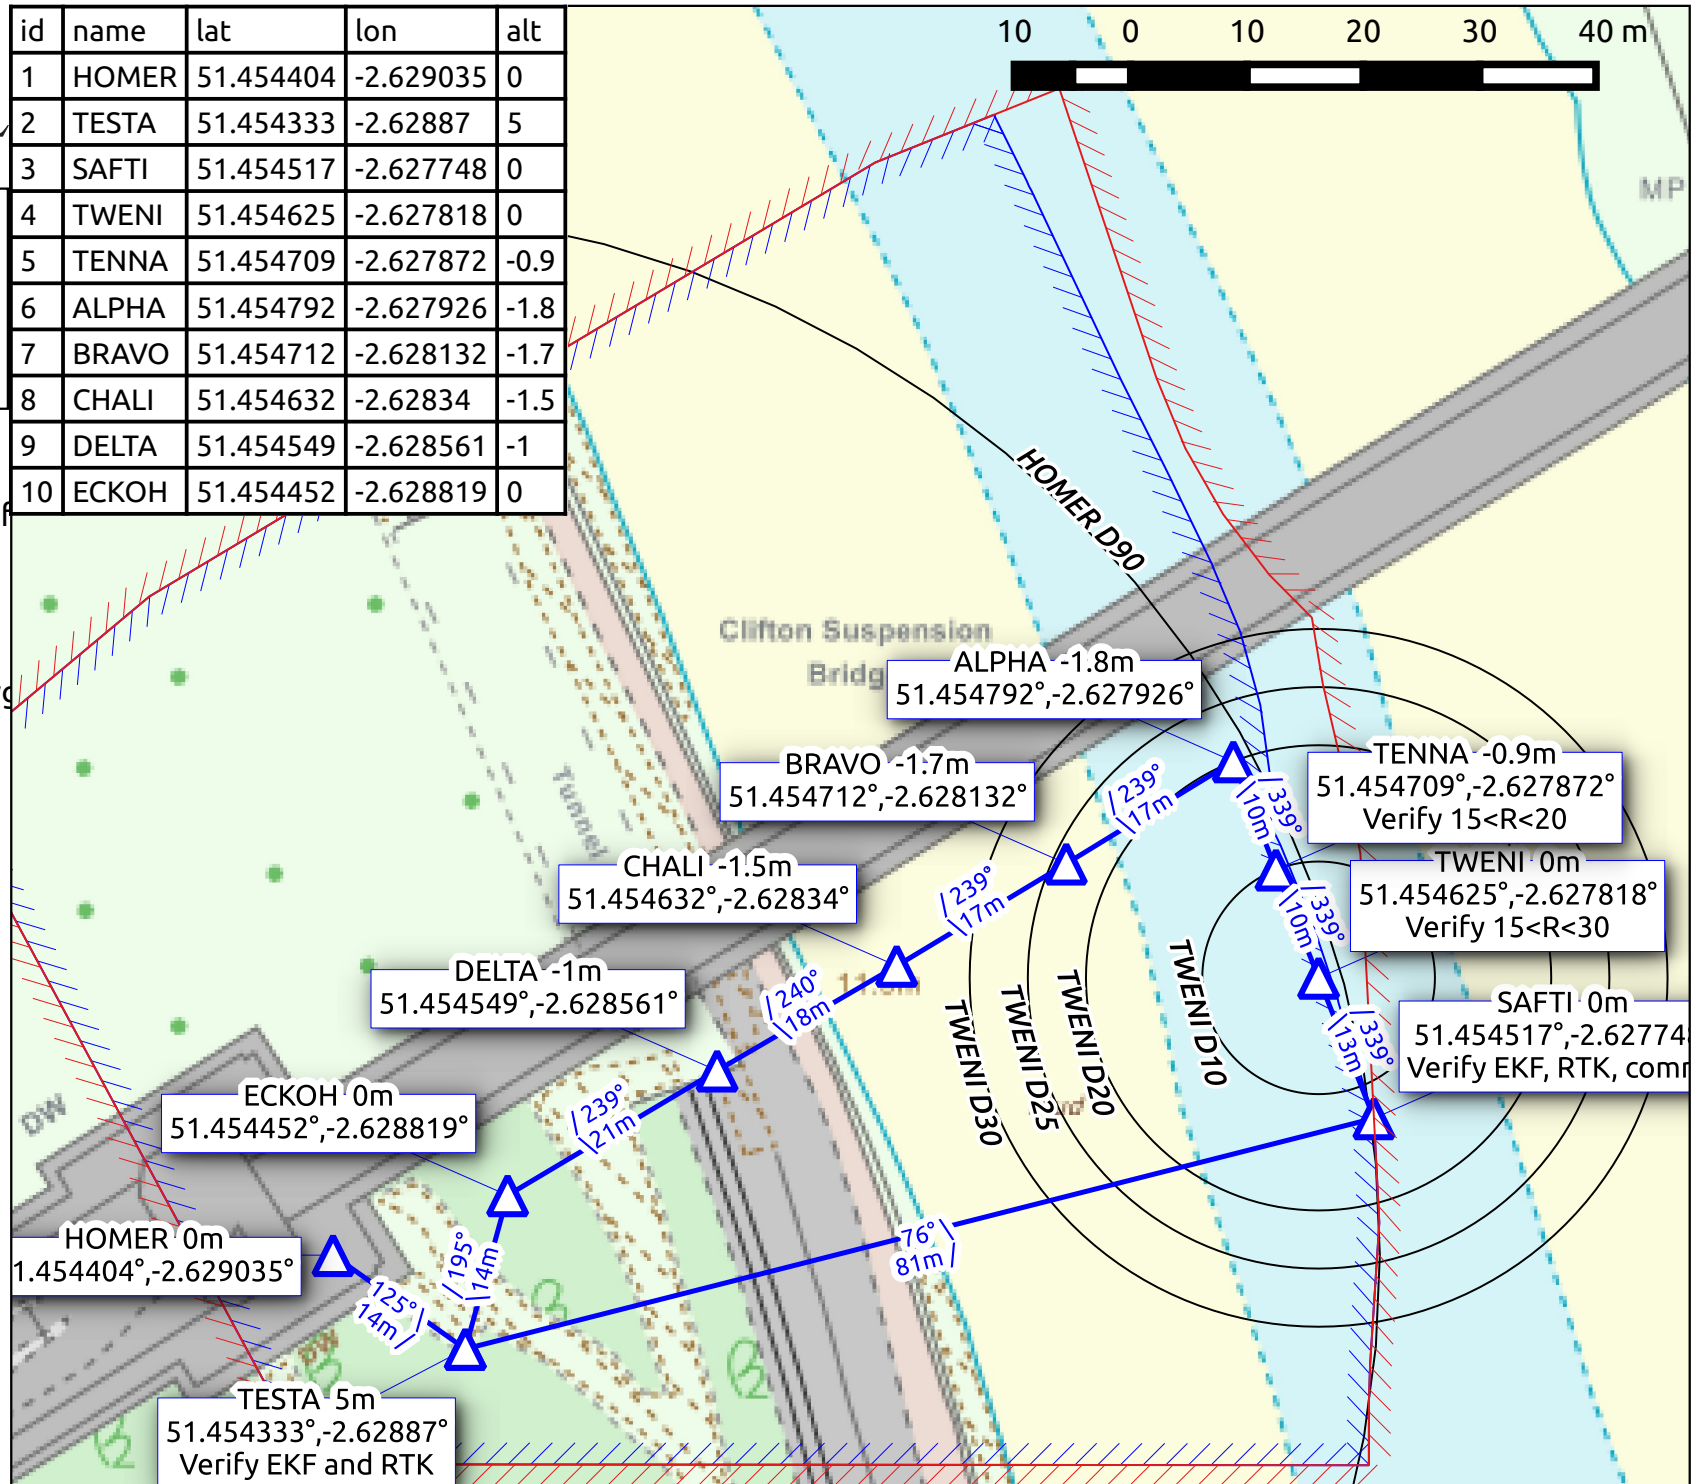 id name lat lon alt
1 HOMER 51.454404 -2.629035 0
2 TESTA 51.454333 -2.62887 5
3 SAFTI 51.454517 -2.627748 0
4 TWENI 51.454625 -2.627818 0
5 TENNA 51.454709 -2.627872 -0.9
6 ALPHA 51.454792 -2.627926 -1.8
7 BRAVO 51.454712 -2.628132 -1.7
8 CHALI 51.454632 -2.62834 -1.5
9 DELTA 51.454549 -2.628561 -1
10 ECKOH 51.454452 -2.628819 0
10 0 10 20 30 40 m
MP
HOMER D90
Clifton Suspension
Bridg
ALPHA -1.8m
51.454792°,-2.627926°
BRAVO -1.7m
51.454712°,-2.628132°
TENNA -0.9m
51.454709°,-2.627872°
Verify 15<R<20
/239°
\17m
/339°
\10m
Tunnel
CHALI -1.5m
51.454632°,-2.62834°
TWENI 0m
51.454625°,-2.627818°
Verify 15<R<30
/239°
\17m
/339°
\10m
DELTA -1m
51.454549°,-2.628561°
/240°
\18m
TWENI D30
TWENI D25
TWENI D20
TWENI D10
SAFTI 0m
51.454517°,-2.62774
Verify EKF, RTK, com
/339°
\13m
DW
ECKOH 0m
51.454452°,-2.628819°
/239°
\21m
HOMER 0m
1.454404°,-2.629035°
125°\
14m/
/195°
\14m
76°\
81m/
DW
TESTA 5m
51.454333°,-2.62887°
Verify EKF and RTK